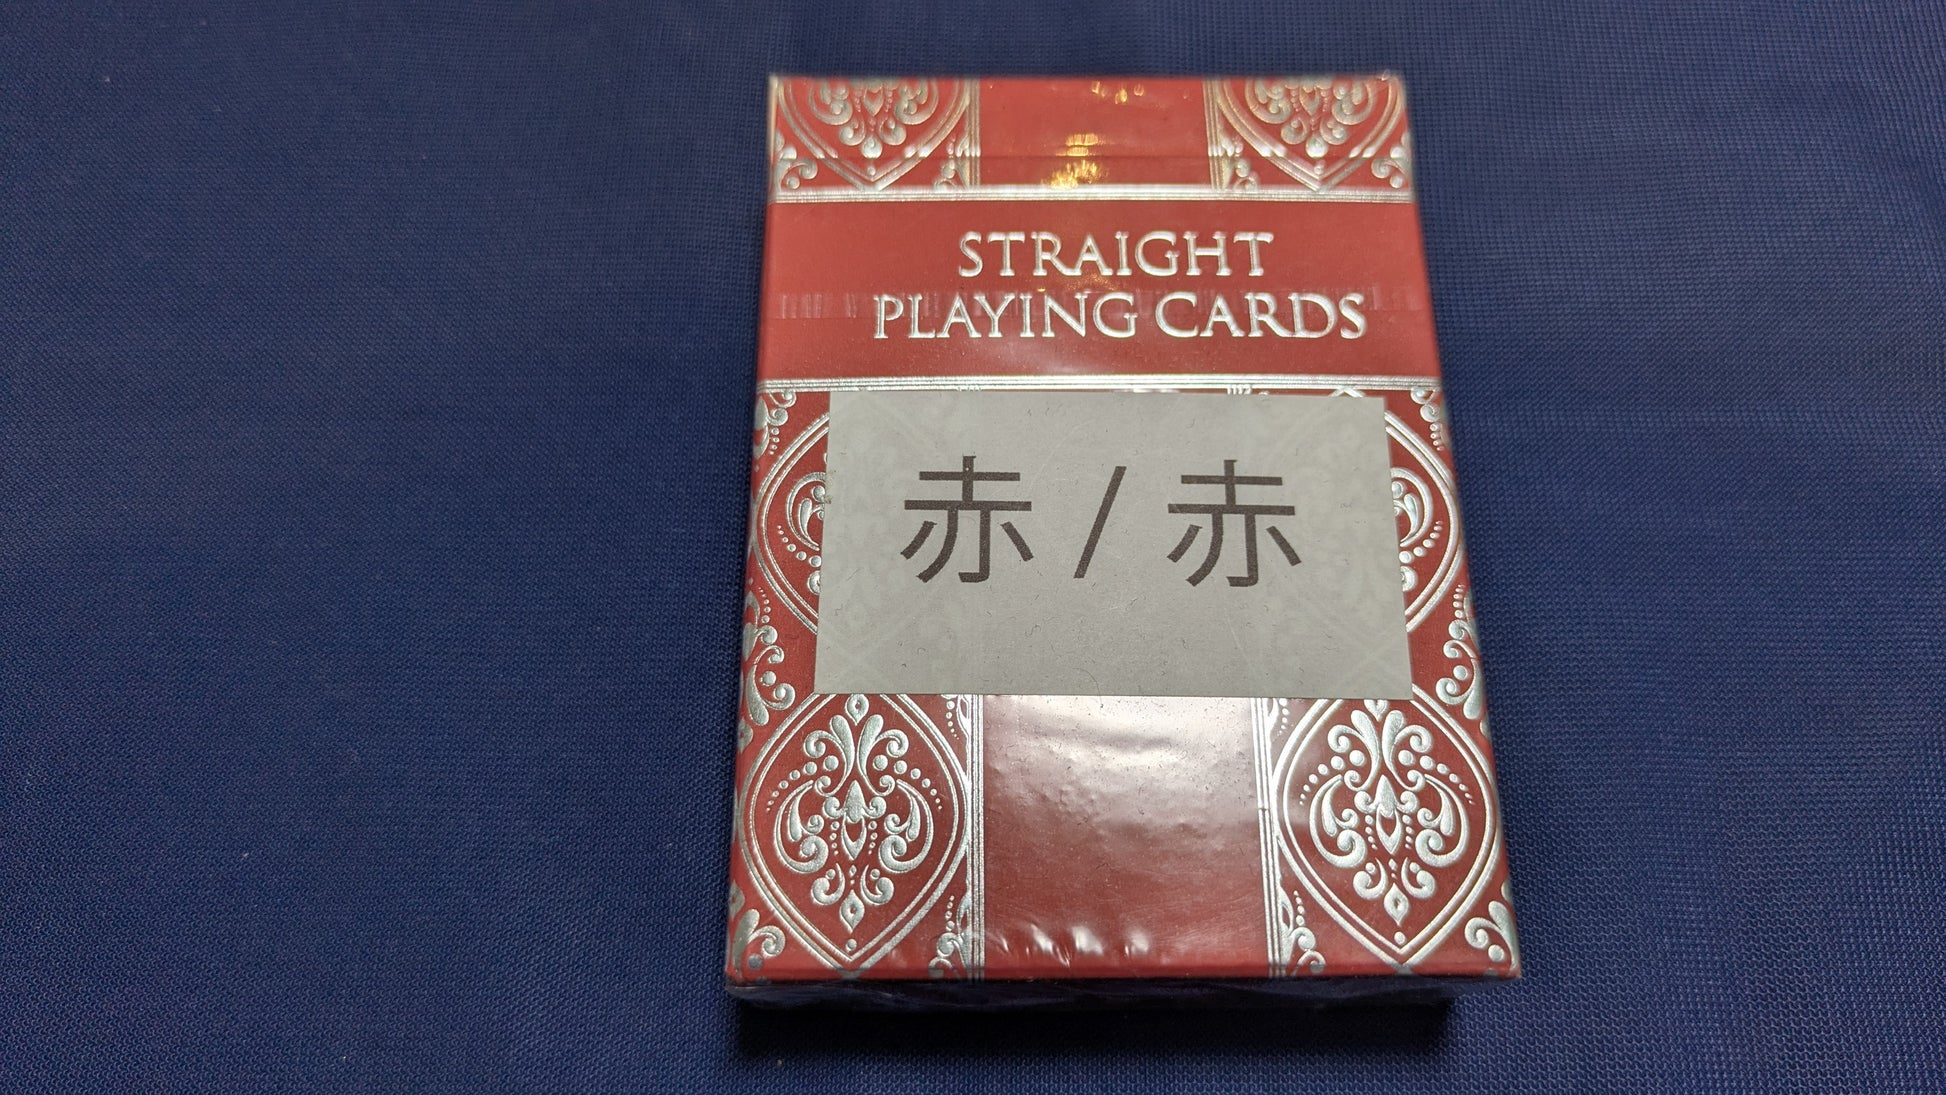 STRAIGHT
PLAYING CARDS
赤 / 赤